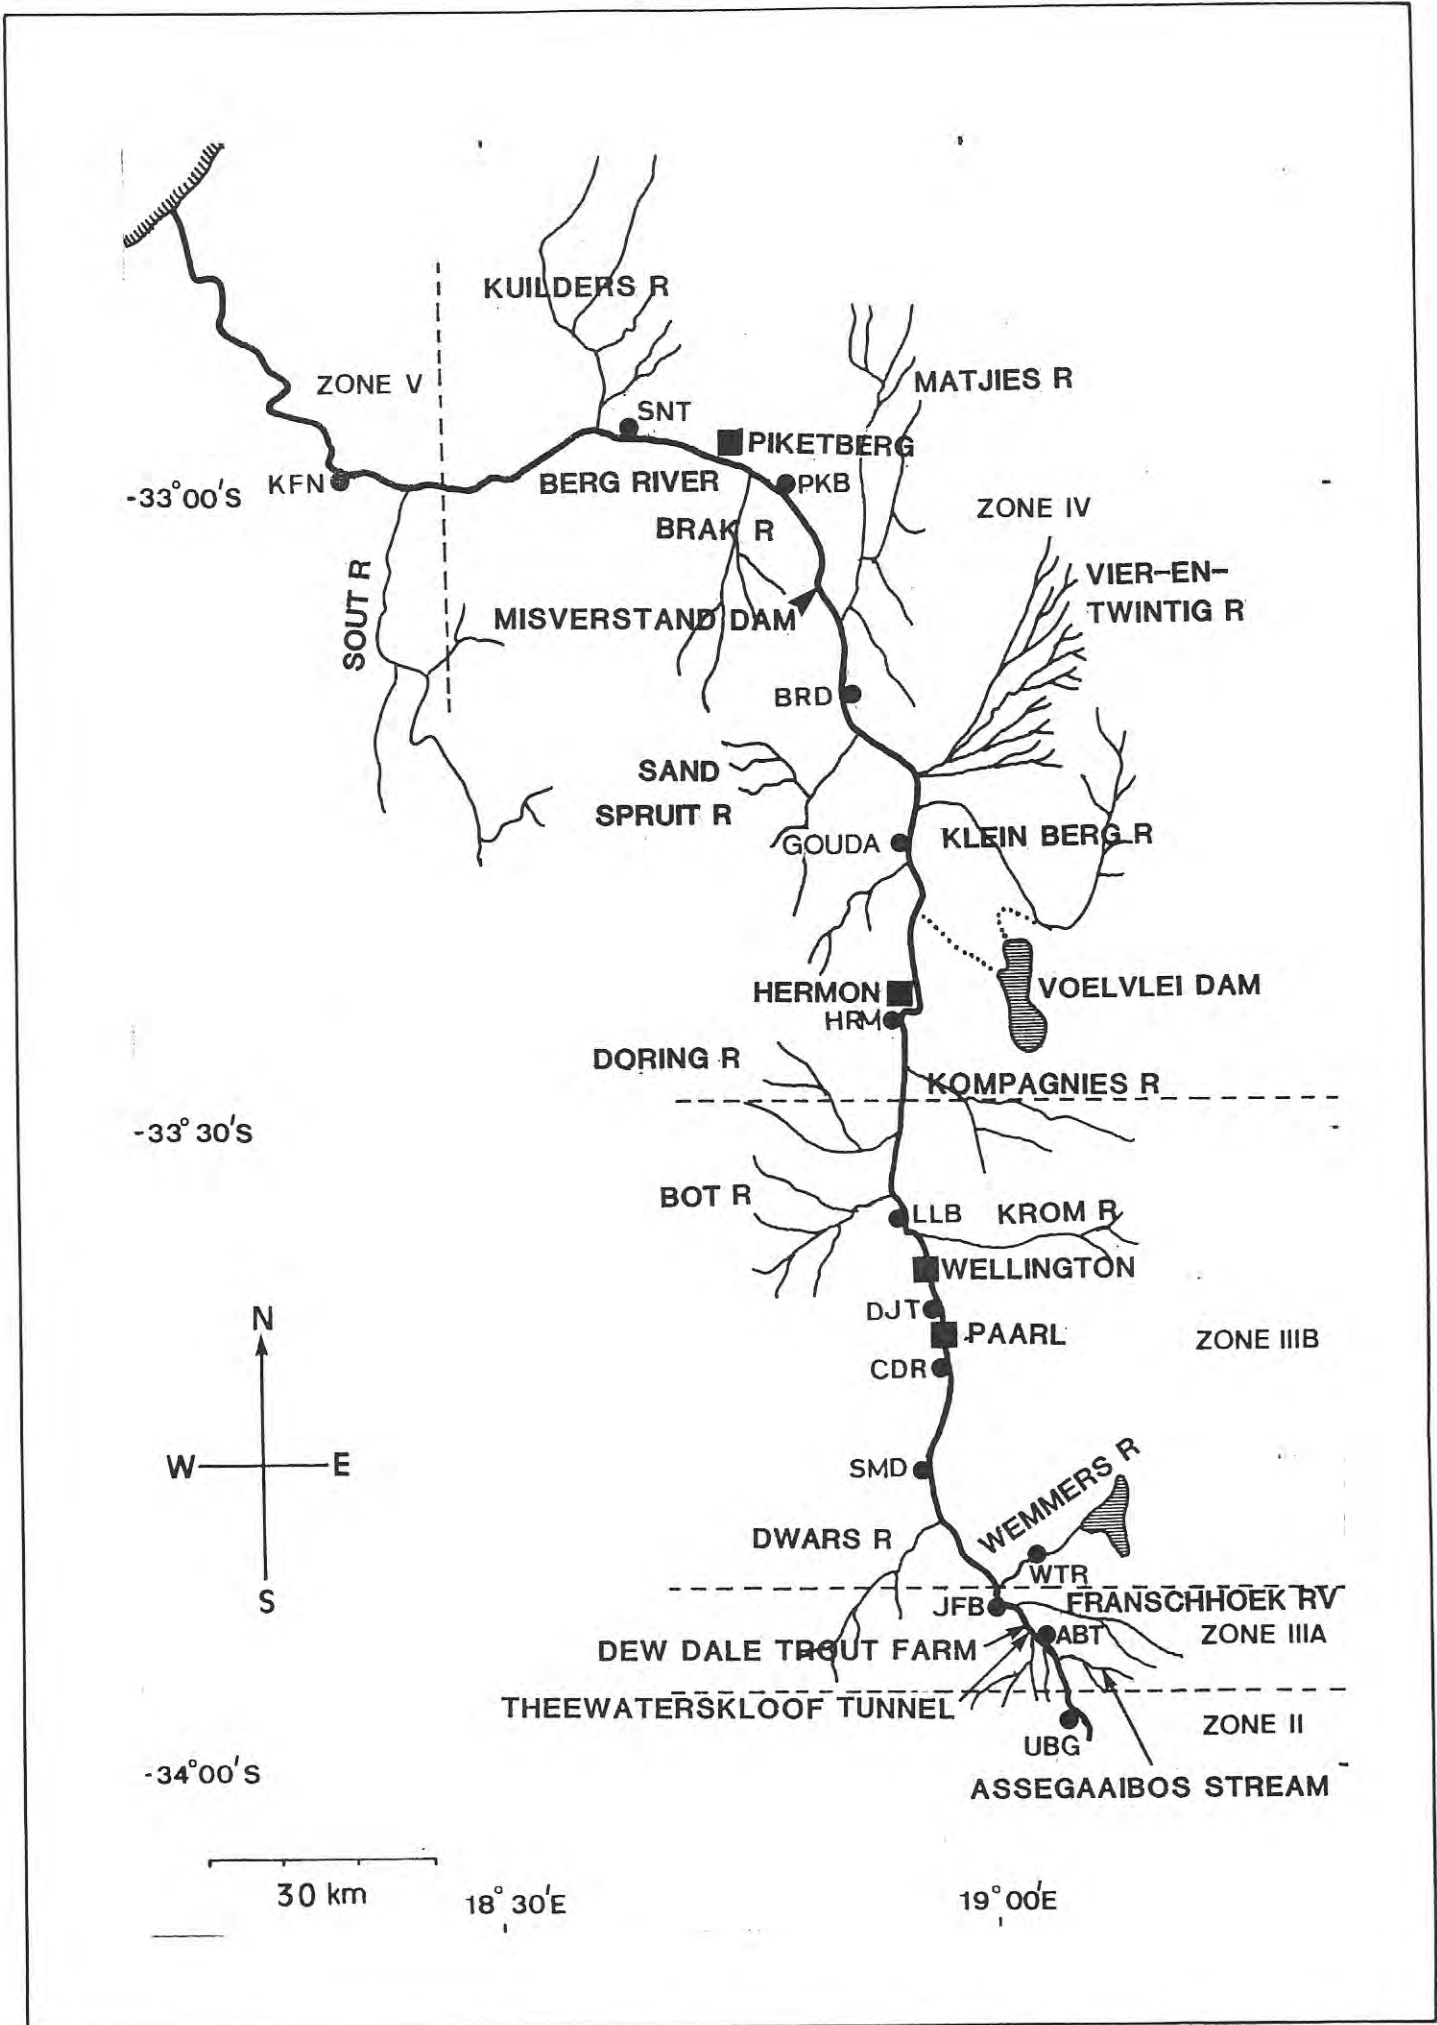 KUILDERS R
ZONE V
MATJIES R
SNT
PIKETBERG
KFN
BERG RIVER
PKB
-33°00'S
ZONE IV
BRAK R
VIER-EN-
TWINTIG R
SOUT R
MISVERSTAND DAM
BRD
SAND
SPRUIT R
GOUDA
KLEIN BERG R
HERMON
VOELVLEI DAM
HRM
DORING R
KOMPAGNIES R
-33°30'S
BOT R
LLB
KROM R
WELLINGTON
DJT
PAARL
ZONE IIIB
CDR
N
W
E
S
SMD
WEMMERS R
DWARS R
WTR
FRANSCHHOEK RV
JFB
ABT
ZONE IIIA
DEW DALE TROUT FARM
THEEWATERSKLOOF TUNNEL
ZONE II
UBG
-34°00'S
ASSEGAAIBOS STREAM
30 km
18°30'E
19°00'E